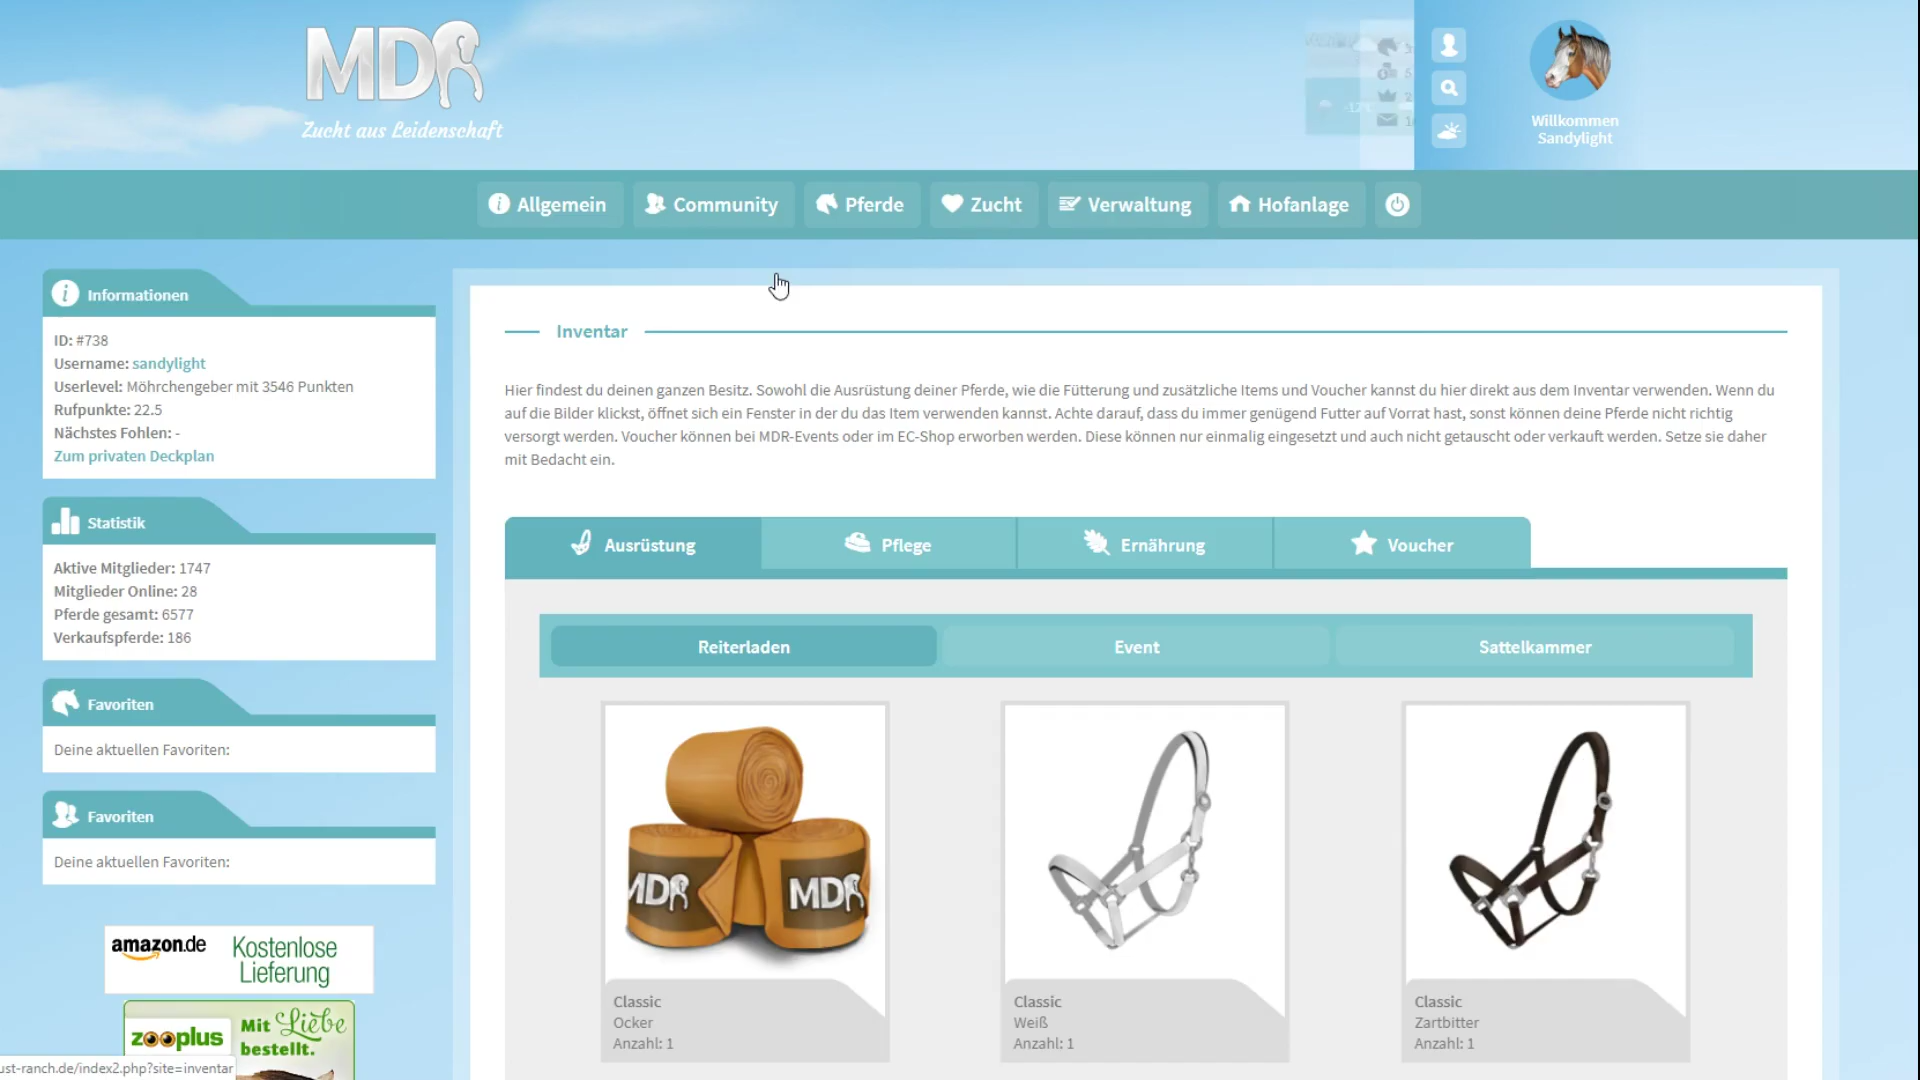 MDR
Zucht aus Leidenschaft
Willkommen
Sandylight
Allgemein
Community
Pferde
Zucht
Verwaltung
Hofanlage
Informationen
ID: #738
Username: sandylight
Userlevel: Möhrchengeber mit 3546 Punkten
Rufpunkte: 22.5
Nächstes Fohlen: -
Zum privaten Deckplan
Statistik
Aktive Mitglieder: 1747
Mitglieder Online: 28
Pferde gesamt: 6577
Verkaufspferde: 186
Favoriten
Deine aktuellen Favoriten:
Favoriten
Deine aktuellen Favoriten:
amazon.de
Kostenlose
Lieferung
zooplus
Mit Liebe
bestellt.
ust-ranch.de/index2.php?site=inventar
Inventar
Hier findest du deinen ganzen Besitz. Sowohl die Ausrüstung deiner Pferde, wie die Fütterung und zusätzliche Items und Voucher kannst du hier direkt aus dem Inventar verwenden. Wenn du
auf die Bilder klickst, öffnet sich ein Fenster in der du das Item verwenden kannst. Achte darauf, dass du immer genügend Futter auf Vorrat hast, sonst können deine Pferde nicht richtig
versorgt werden. Voucher können bei MDR-Events oder im EC-Shop erworben werden. Diese können nur einmalig eingesetzt und auch nicht getauscht oder verkauft werden. Setze sie daher
mit Bedacht ein.
Ausrüstung
Pflege
Ernährung
Voucher
Reiterladen
Event
Sattelkammer
MDR
MDR
Classic
Ocker
Anzahl: 1
Classic
Weiß
Anzahl: 1
Classic
Zartbitter
Anzahl: 1